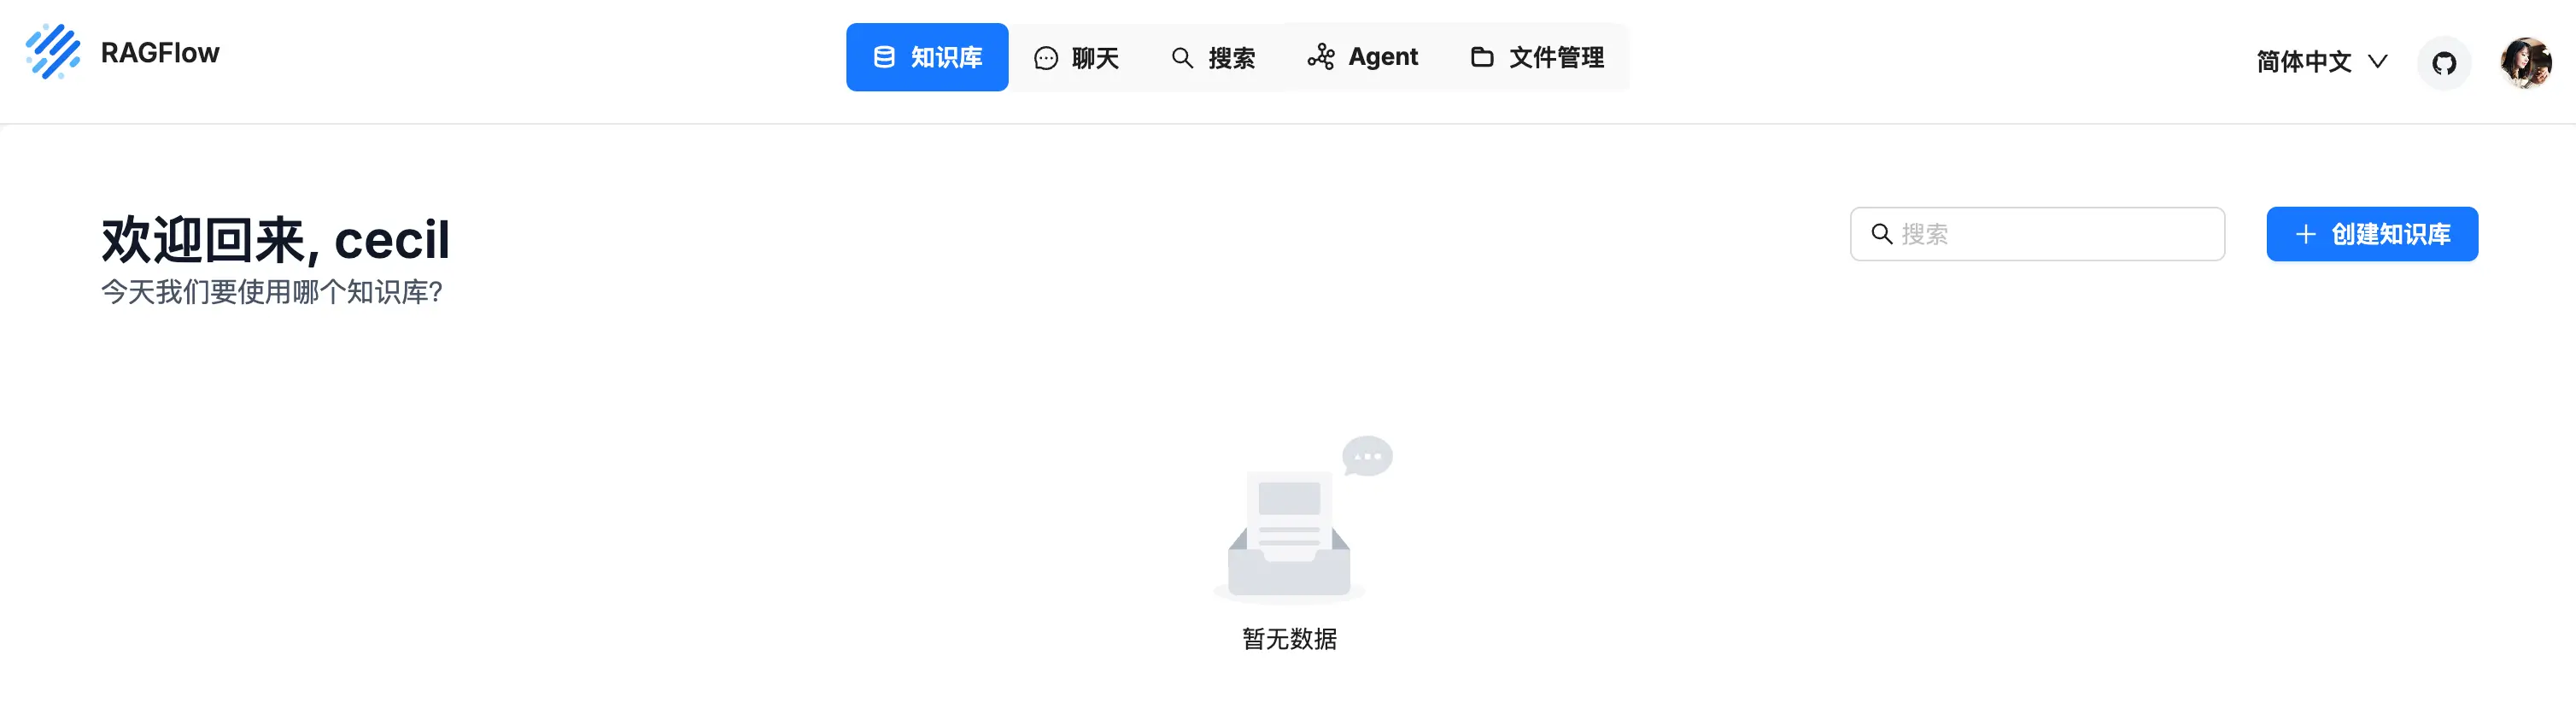 RAGFlow
知识库 聊天 搜索 Agent 文件管理
简体中文
欢迎回来, cecil
今天我们要使用哪个知识库?
搜索
创建知识库
暂无数据